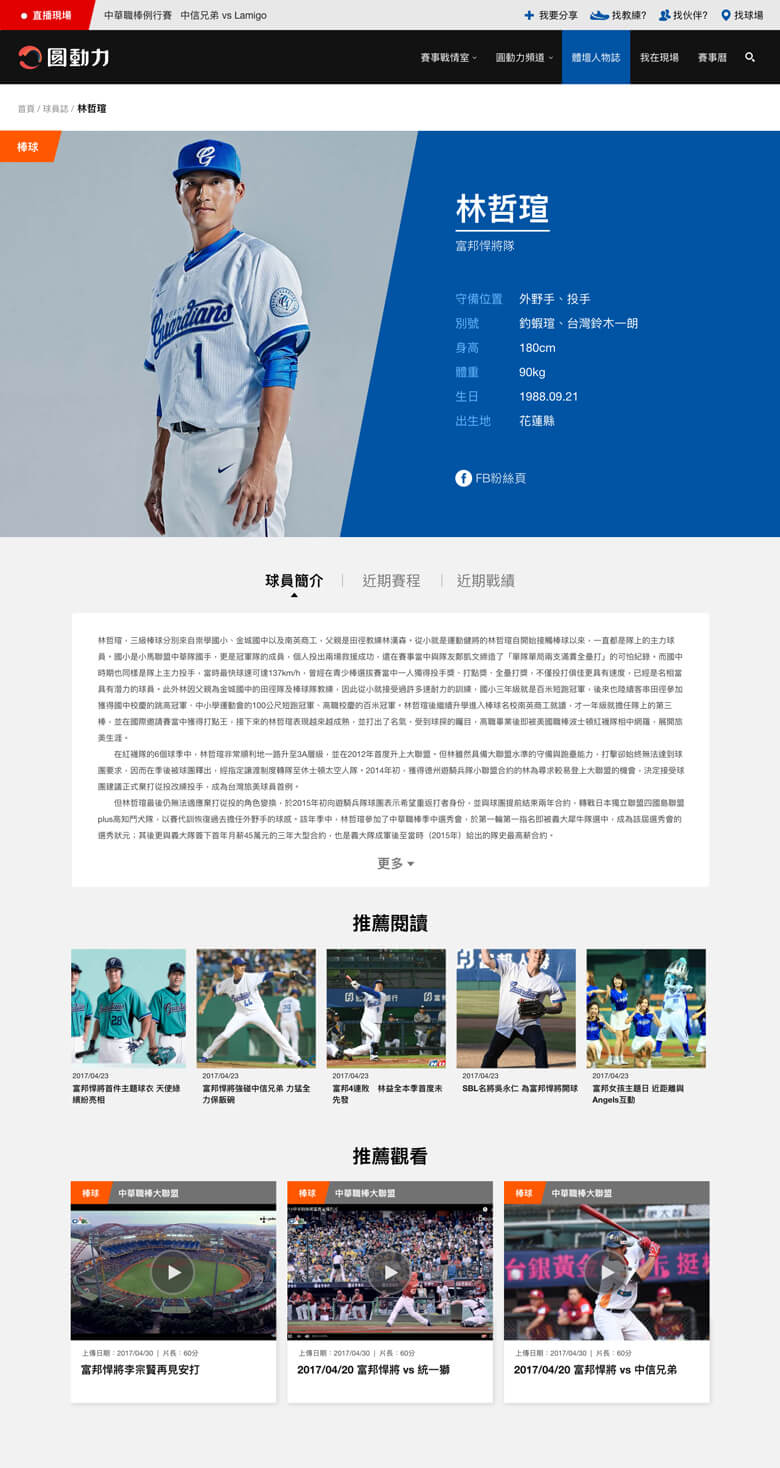 直播現場
中華職棒例行賽 中信兄弟 vs Lamigo
我要分享 找教練? 找伙伴? 找球場
圓動力
賽事戰情室 圓動力頻道 體壇人物誌 我在現場 賽事曆
首頁 / 球員誌 / 林哲瑄
棒球
林哲瑄
富邦悍將隊
守備位置 外野手、投手
別號 釣蝦瑄、台灣鈴木一朗
身高 180cm
體重 90kg
生日 1988.09.21
出生地 花蓮縣
FB粉絲頁
Guardians
1
球員簡介 近期賽程 近期戰績
林哲瑄,三級棒球分別來自崇學國小、金城國中以及南英商工,父親是田徑教練林漢森。從小就是運動健將的林哲瑄自開始接觸棒球以來,一直都是隊上的主力球
員。國小是小馬聯盟中華隊國手,更是冠軍隊的成員,個人投出兩場救援成功,還在賽事當中與隊友鄭凱文締造了「單隊單局兩支滿貫全壘打」的可怕紀錄。而國中
時期也同樣是隊上主力投手,當時最快球速可達137km/h,曾經在青少棒選拔賽當中一人獨得投手獎、打點獎、全壘打獎,不僅投打俱佳更具有速度,已經是名相當
具有潛力的球員。此外林因父親為金城國中的田徑隊及棒球隊教練,因此從小就接受過許多速耐力的訓練,國小三年級就是百米短跑冠軍,後來也陸續客串田徑參加
獲得國中校慶的跳高冠軍、中小學運動會的100公尺短跑冠軍、高職校慶的百米冠軍。林哲瑄後繼續升學進入棒球名校南英商工就讀,才一年級就擔任隊上的第三
棒,並在國際邀請賽當中獲得打點王,接下來的林哲瑄表現越來越成熟,並打出了名氣,受到球探的矚目,高職畢業後即被美國職棒波士頓紅襪隊相中網羅,展開旅
美生涯。
在紅襪隊的6個球季中,林哲瑄非常順利地一路升至3A層級,並在2012年首度升上大聯盟。但林雖然具備大聯盟水準的守備與跑壘能力,打擊卻始終無法達到球
團要求,因而在季後被球團釋出,經指定讓渡制度轉隊至休士頓太空人隊。2014年初,獲得德州遊騎兵隊小聯盟合約的林為尋求較易登上大聯盟的機會,決定接受球
團建議正式棄打從投改練投手,成為台灣旅美球員首例。
但林哲瑄最後仍無法適應棄打從投的角色變換,於2015年初向遊騎兵隊球團表示希望重返打者身份,並與球團提前結束兩年合約,轉戰日本獨立聯盟四國島聯盟
plus高知鬥犬隊,以賽代訓恢復過去擔任外野手的球感。該年季中,林哲瑄參加了中華職棒季中選秀會,於第一輪第一指名即被義大犀牛隊選中,成為該屆選秀會的
選秀狀元;其後更與義大隊簽下首年月薪45萬元的三年大型合約,也是義大隊成軍後至當時(2015年)給出的隊史最高薪合約。
更多
推薦閱讀
28
44
2017/04/23 2017/04/23 2017/04/23 2017/04/23 2017/04/23
富邦悍將首件主題球衣 天使綠
繽紛亮相
富邦悍將強碰中信兄弟 力猛全
力保飯碗
富邦4連敗 林益全本季首度未
先發
SBL名將吳永仁 為富邦悍將開球
富邦女孩主題日 近距離與
Angels互動
推薦觀看
棒球 中華職棒大聯盟 棒球 中華職棒大聯盟 棒球 中華職棒大聯盟
台銀黃金
挺
上傳日期:2017/04/30 | 片長:60分 上傳日期:2017/04/30 | 片長:60分 上傳日期:2017/04/30 | 片長:60分
富邦悍將李宗賢再見安打 2017/04/20 富邦悍將 vs 統一獅 2017/04/20 富邦悍將 vs 中信兄弟